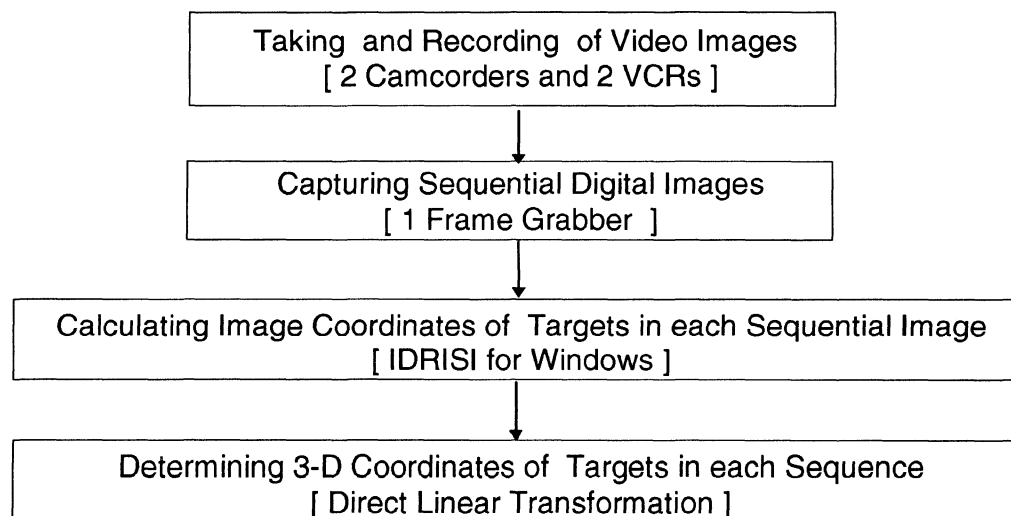 Taking and Recording of Video Images
[ 2 Camcorders and 2 VCRs ]
Capturing Sequential Digital Images
[ 1 Frame Grabber ]
Calculating Image Coordinates of Targets in each Sequential Image
[ IDRISI for Windows ]
Determining 3-D Coordinates of Targets in each Sequence
[ Direct Linear Transformation ]